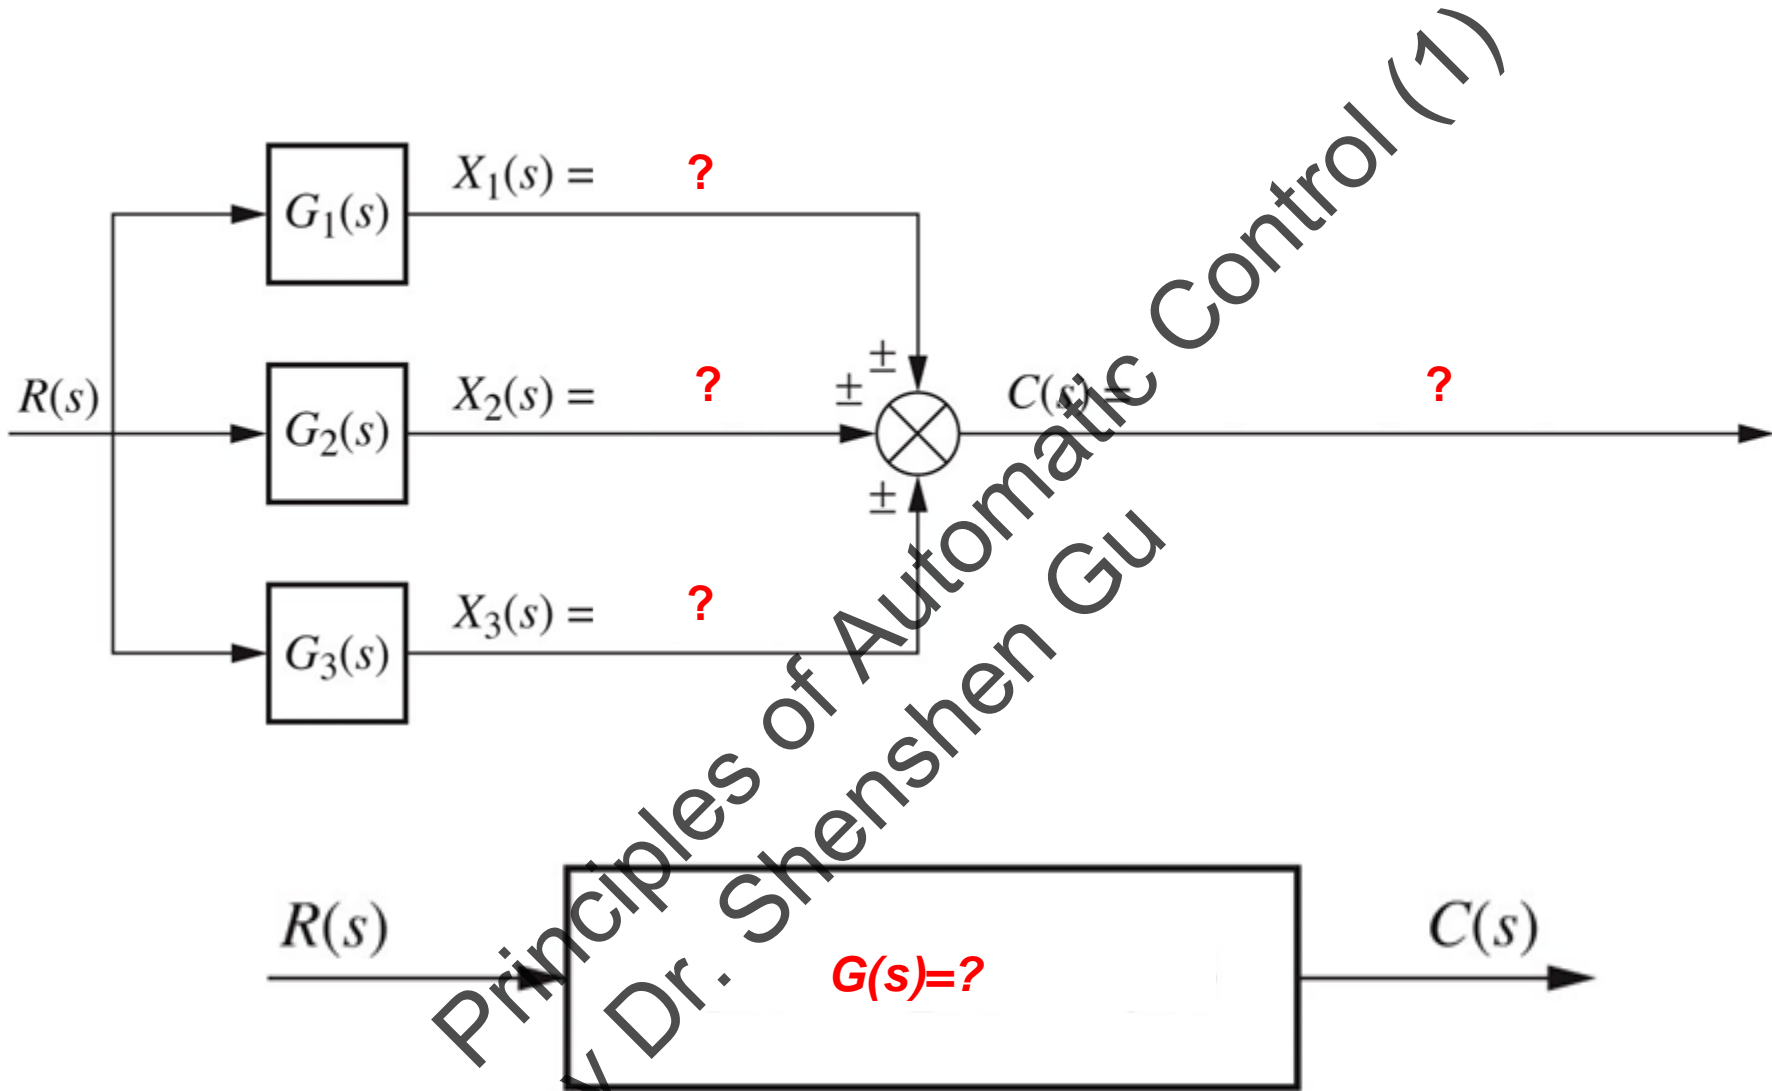 X₁(s) = ?
G₁(s)
±
R(s)
X₂(s) = ?
±
C(s) = ?
G₂(s)
±
X₃(s) = ?
G₃(s)
R(s)
C(s)
G(s)=?
Principles of Automatic Control (1)
y Dr. Shenshen Gu